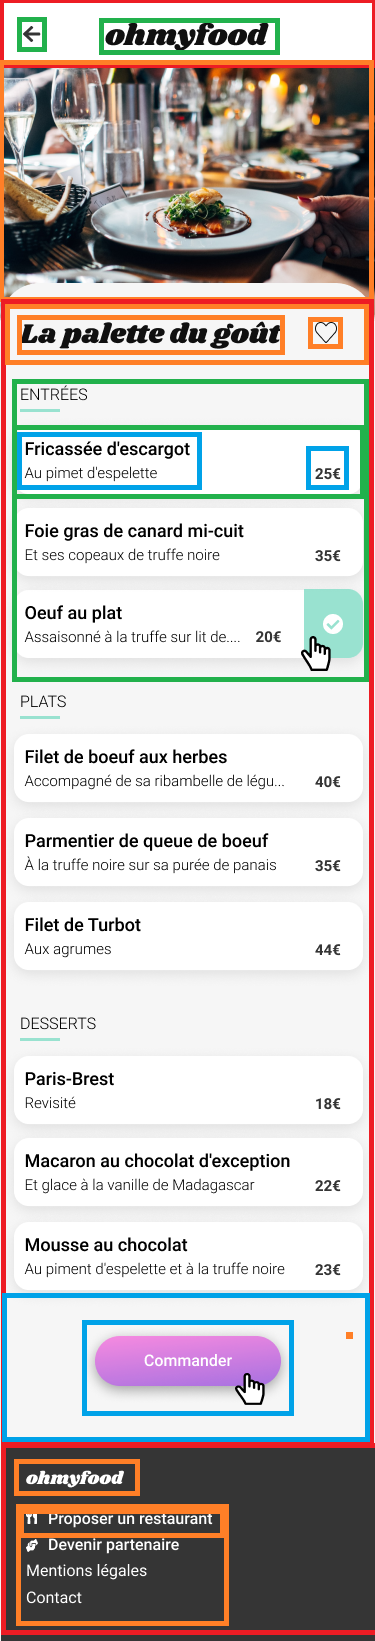 ohmyfood
La palette du goût
ENTRÉES
Fricassée d'escargot
Au pimet d'espelette
25€
Foie gras de canard mi-cuit
Et ses copeaux de truffe noire
35€
Oeuf au plat
Assaisonné à la truffe sur lit de.... 20€
PLATS
Filet de boeuf aux herbes
Accompagné de sa ribambelle de légu... 40€
Parmentier de queue de boeuf
À la truffe noire sur sa purée de panais 35€
Filet de Turbot
Aux agrumes 44€
DESSERTS
Paris-Brest
Revisité 18€
Macaron au chocolat d'exception
Et glace à la vanille de Madagascar 22€
Mousse au chocolat
Au piment d'espelette et à la truffe noire 23€
Commander
ohmyfood
Proposer un restaurant
Devenir partenaire
Mentions légales
Contact